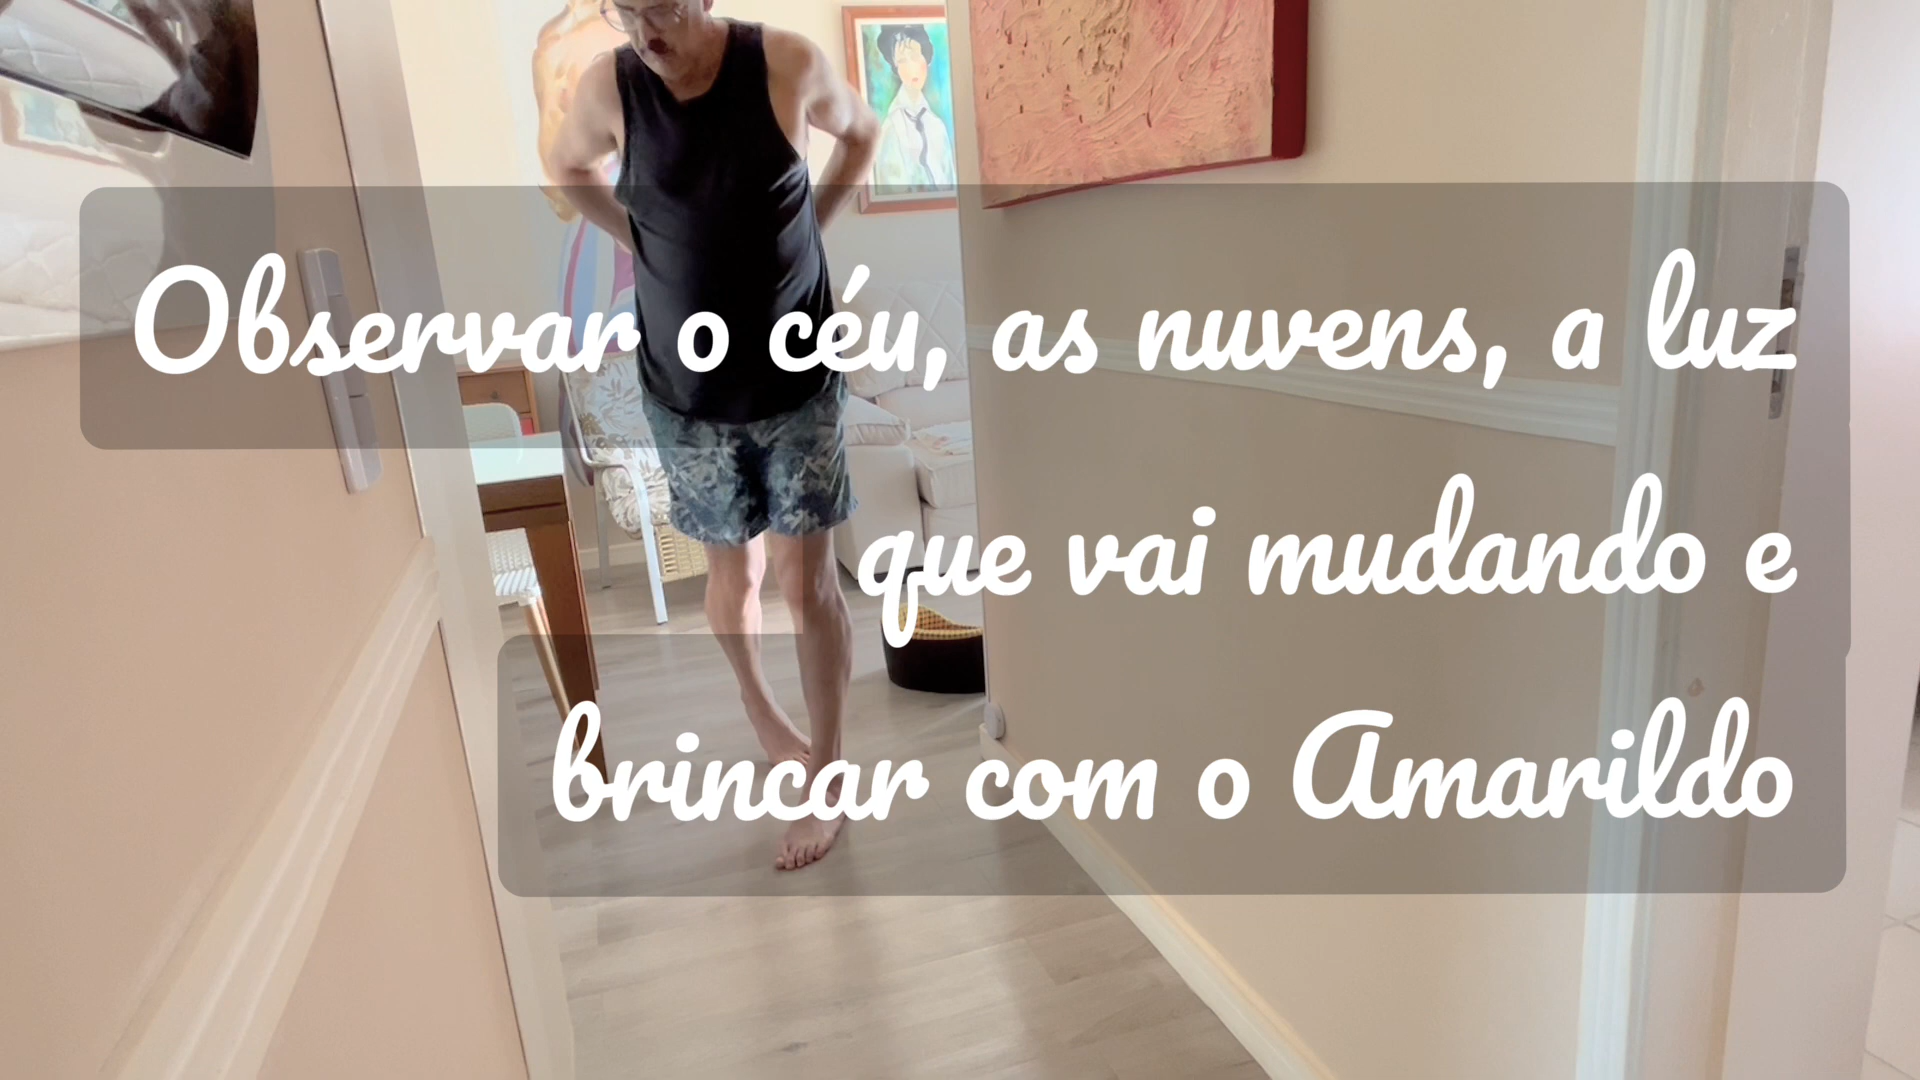 Observar o céu, as nuvens, a luz
que vai mudando e
brincar com o Amarildo